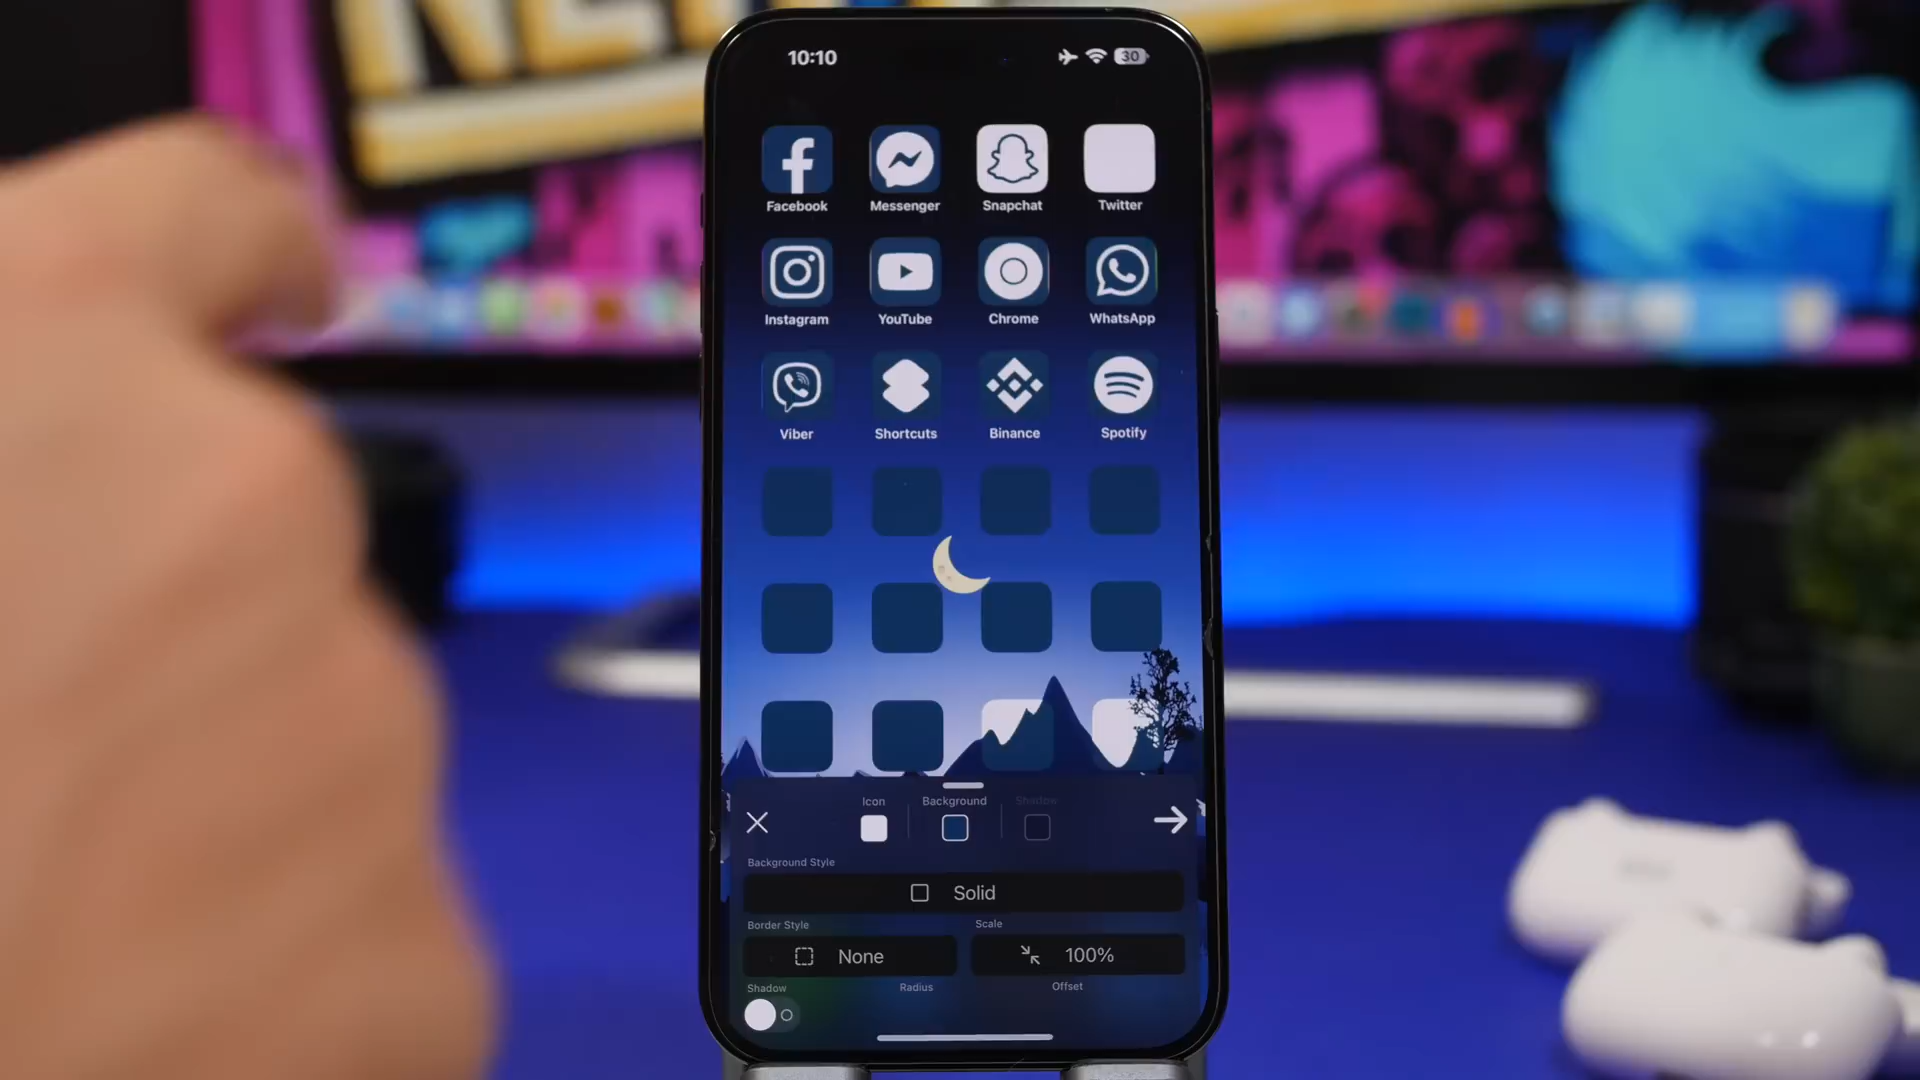 10:10
30
Facebook
Messenger
Snapchat
Twitter
Instagram
YouTube
Chrome
WhatsApp
Viber
Shortcuts
Binance
Spotify
Icon
Background
Shadow
Background Style
Solid
Border Style
Scale
None
100%
Shadow
Radius
Offset